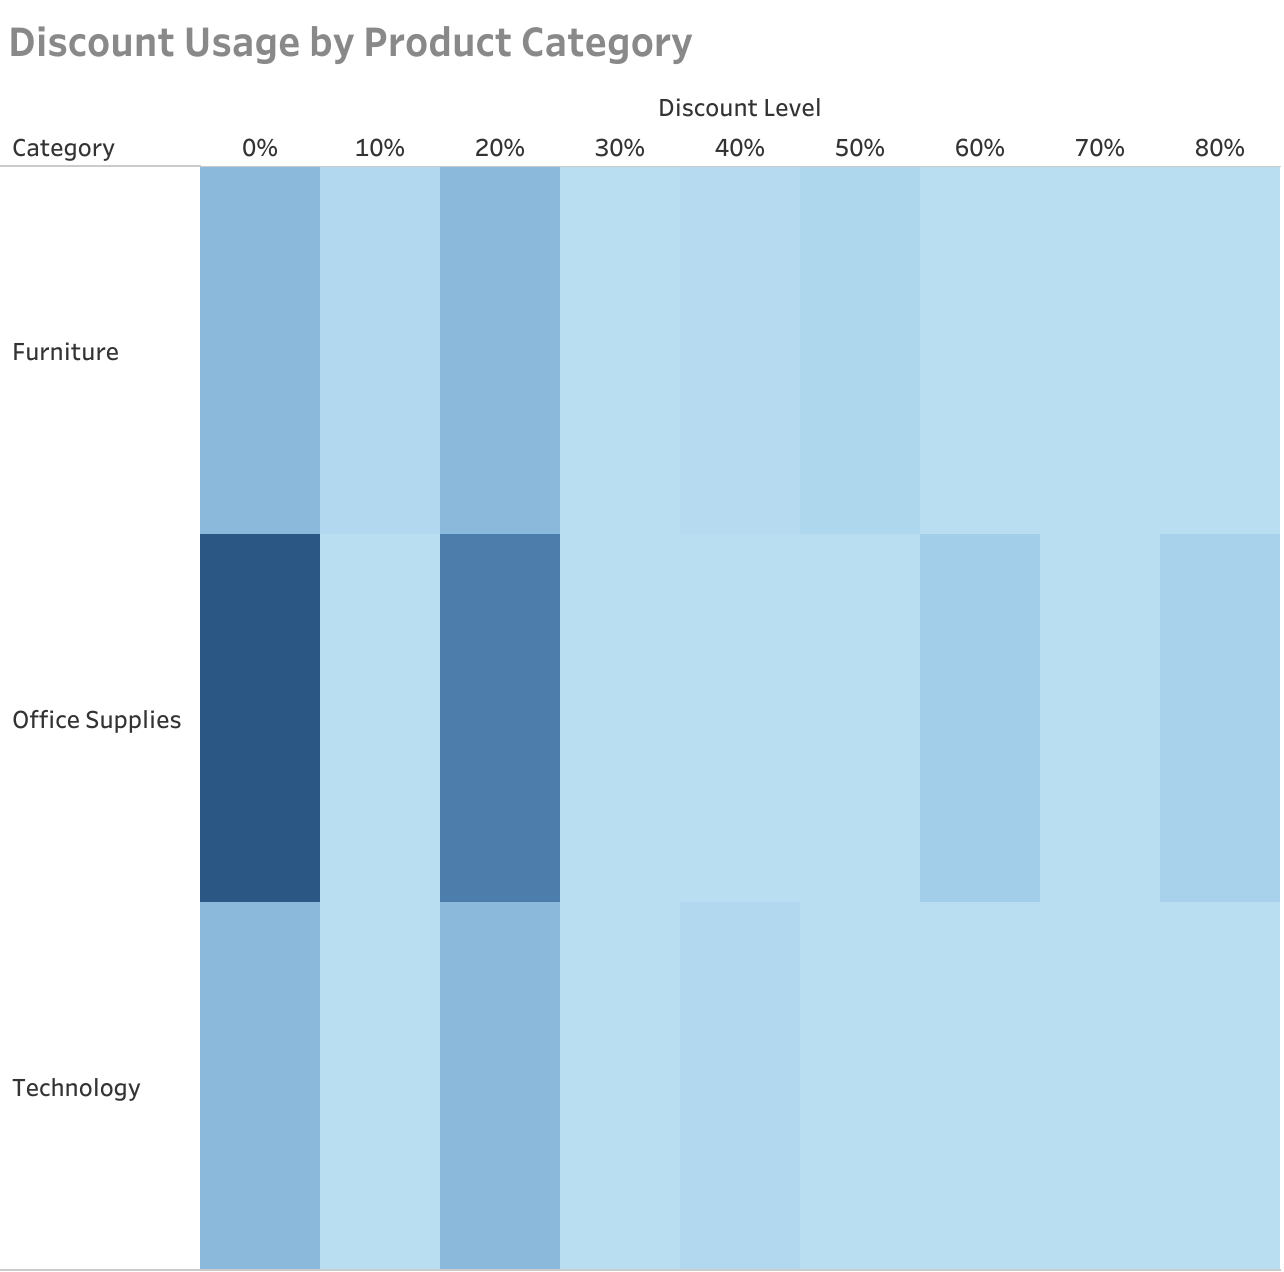 Discount Usage by Product Category
Discount Level
Category 0% 10% 20% 30% 40% 50% 60% 70% 80%
Furniture
Office Supplies
Technology